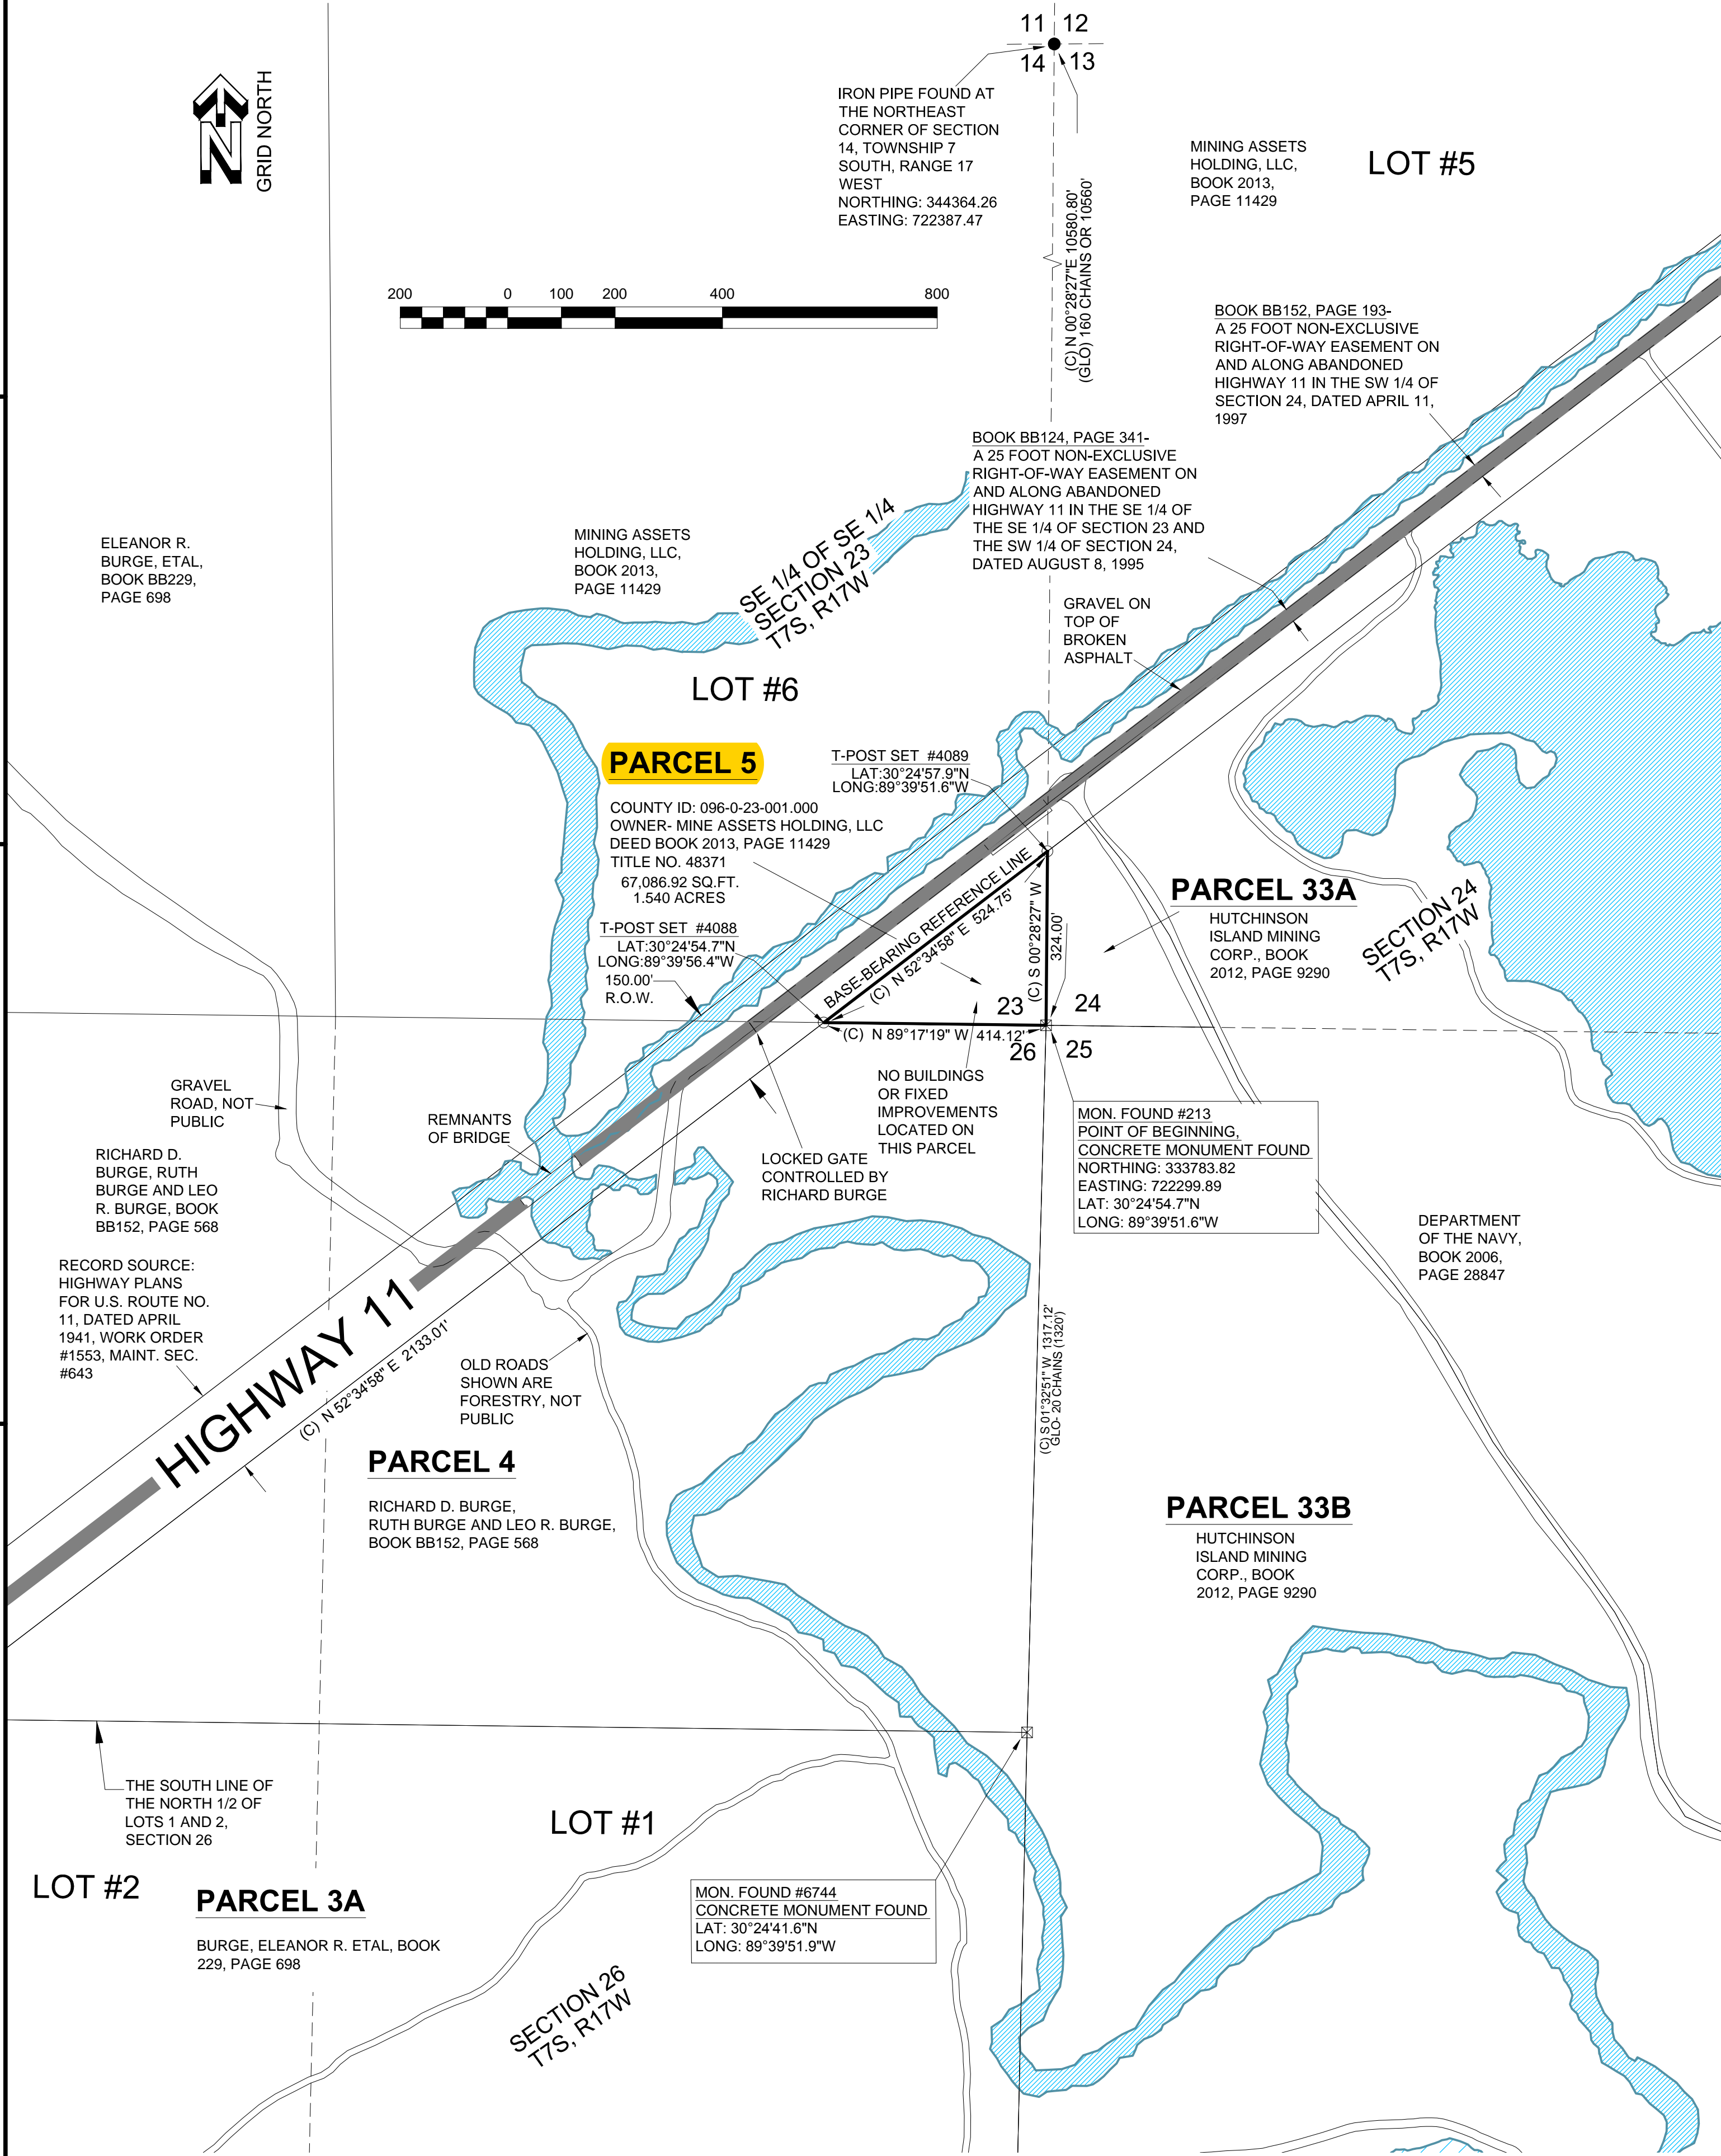 11 12
14 13
GRID NORTH
IRON PIPE FOUND AT
THE NORTHEAST
CORNER OF SECTION
14, TOWNSHIP 7
SOUTH, RANGE 17
WEST
NORTHING: 344364.26
EASTING: 722387.47
MINING ASSETS
HOLDING, LLC,
BOOK 2013,
PAGE 11429
LOT #5
(C) N 00°28'27"E 10580.80'
(GLO) 160 CHAINS OR 10560'
200 0 100 200 400 800
BOOK BB152, PAGE 193-
A 25 FOOT NON-EXCLUSIVE
RIGHT-OF-WAY EASEMENT ON
AND ALONG ABANDONED
HIGHWAY 11 IN THE SW 1/4 OF
SECTION 24, DATED APRIL 11,
1997
BOOK BB124, PAGE 341-
A 25 FOOT NON-EXCLUSIVE
RIGHT-OF-WAY EASEMENT ON
AND ALONG ABANDONED
HIGHWAY 11 IN THE SE 1/4 OF
THE SE 1/4 OF SECTION 23 AND
THE SW 1/4 OF SECTION 24,
DATED AUGUST 8, 1995
ELEANOR R.
BURGE, ETAL,
BOOK BB229,
PAGE 698
MINING ASSETS
HOLDING, LLC,
BOOK 2013,
PAGE 11429
SE 1/4 OF SE 1/4
SECTION 23
T7S, R17W
GRAVEL ON
TOP OF
BROKEN
ASPHALT
LOT #6
PARCEL 5
COUNTY ID: 096-0-23-001.000
OWNER- MINE ASSETS HOLDING, LLC
DEED BOOK 2013, PAGE 11429
TITLE NO. 48371
67,086.92 SQ.FT.
1.540 ACRES
T-POST SET #4089
LAT:30°24'57.9"N
LONG:89°39'51.6"W
T-POST SET #4088
LAT:30°24'54.7"N
LONG:89°39'56.4"W
150.00'
R.O.W.
BASE-BEARING REFERENCE LINE
(C) N 52°34'58" E 524.75'
(C) S 00°28'27" W
324.00'
(C) N 89°17'19" W 414.12'
23 24
26 25
PARCEL 33A
HUTCHINSON
ISLAND MINING
CORP., BOOK
2012, PAGE 9290
SECTION 24
T7S, R17W
GRAVEL
ROAD, NOT
PUBLIC
REMNANTS
OF BRIDGE
NO BUILDINGS
OR FIXED
IMPROVEMENTS
LOCATED ON
THIS PARCEL
LOCKED GATE
CONTROLLED BY
RICHARD BURGE
MON. FOUND #213
POINT OF BEGINNING,
CONCRETE MONUMENT FOUND
NORTHING: 333783.82
EASTING: 722299.89
LAT: 30°24'54.7"N
LONG: 89°39'51.6"W
RICHARD D.
BURGE, RUTH
BURGE AND LEO
R. BURGE, BOOK
BB152, PAGE 568
DEPARTMENT
OF THE NAVY,
BOOK 2006,
PAGE 28847
RECORD SOURCE:
HIGHWAY PLANS
FOR U.S. ROUTE NO.
11, DATED APRIL
1941, WORK ORDER
#1553, MAINT. SEC.
#643
HIGHWAY 11
(C) N 52°34'58" E 2133.01'
OLD ROADS
SHOWN ARE
FORESTRY, NOT
PUBLIC
(C) S 01°32'51" W 1317.12'
GLO- 20 CHAINS (1320')
PARCEL 4
RICHARD D. BURGE,
RUTH BURGE AND LEO R. BURGE,
BOOK BB152, PAGE 568
PARCEL 33B
HUTCHINSON
ISLAND MINING
CORP., BOOK
2012, PAGE 9290
THE SOUTH LINE OF
THE NORTH 1/2 OF
LOTS 1 AND 2,
SECTION 26
LOT #1
LOT #2
PARCEL 3A
BURGE, ELEANOR R. ETAL, BOOK
229, PAGE 698
MON. FOUND #6744
CONCRETE MONUMENT FOUND
LAT: 30°24'41.6"N
LONG: 89°39'51.9"W
SECTION 26
T7S, R17W